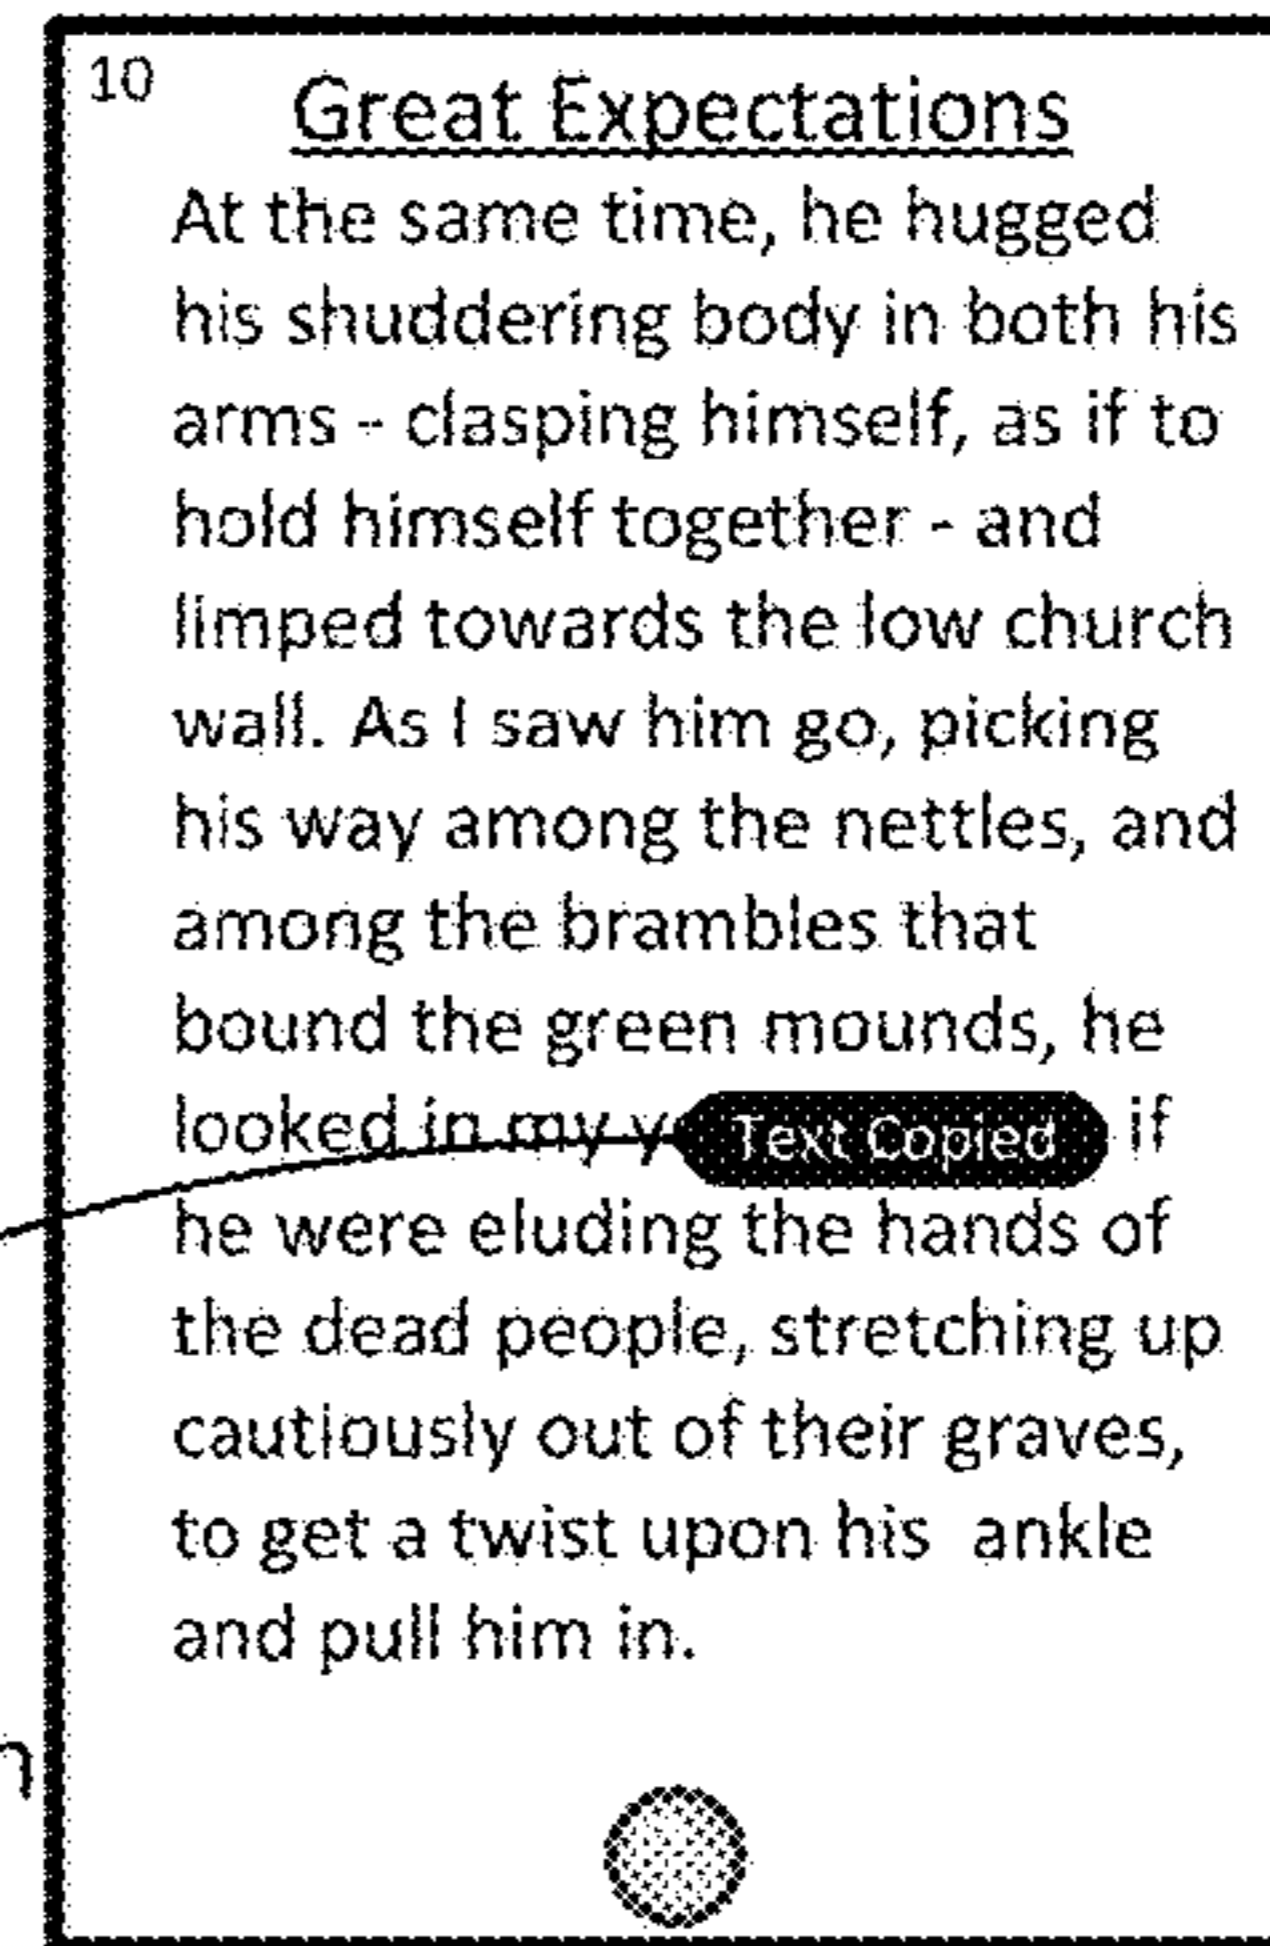 10
Great Expectations
At the same time, he hugged
his shuddering body in both his
arms - clasping himself, as if to
hold himself together - and
limped towards the low church
wall. As I saw him go, picking
his way among the nettles, and
among the brambles that
bound the green mounds, he
looked in my Text Copied if
he were eluding the hands of
the dead people, stretching up
cautiously out of their graves,
to get a twist upon his ankle
and pull him in.